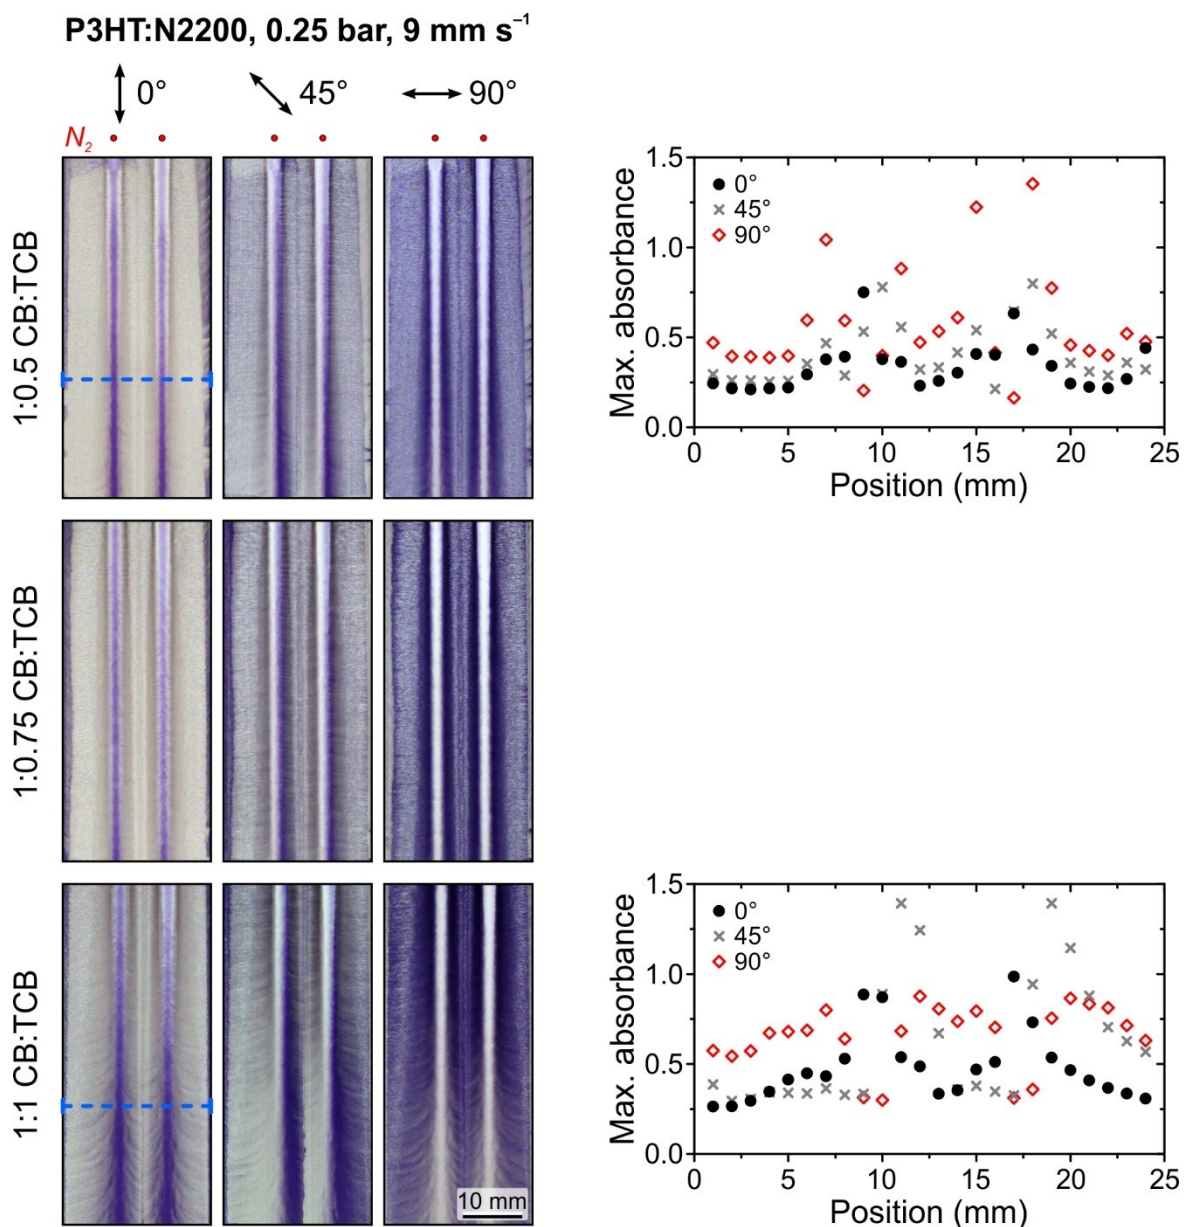 P3HT:N2200, 0.25 bar, 9 mm s⁻¹
0° 45° 90°
N₂
1:0.5 CB:TCB
1:0.75 CB:TCB
1:1 CB:TCB
10 mm
1.5
1.0
0.5
0.0
Max. absorbance
0°
45°
90°
0 5 10 15 20 25
Position (mm)
1.5
1.0
0.5
0.0
Max. absorbance
0°
45°
90°
0 5 10 15 20 25
Position (mm)